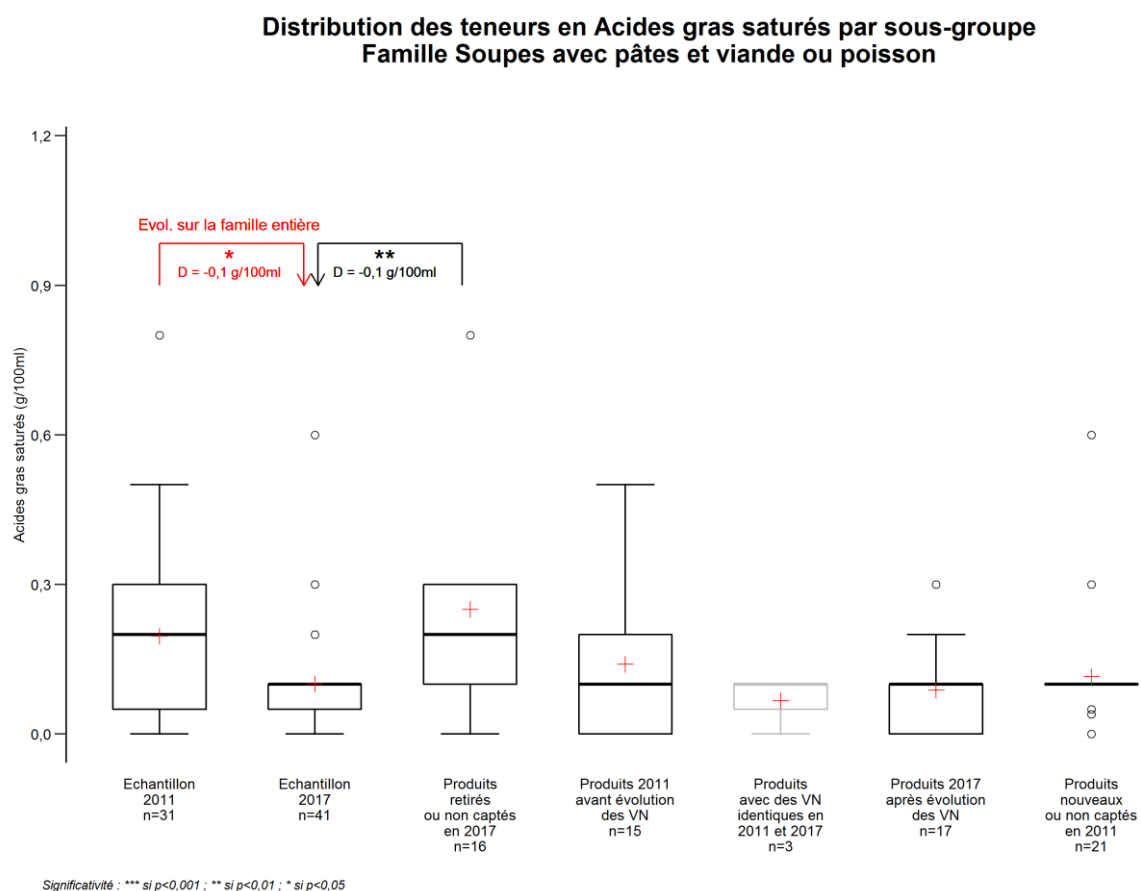 Distribution des teneurs en Acides gras saturés par sous-groupe
Famille Soupes avec pâtes et viande ou poisson
1,2
0,9
0,6
0,3
0,0
Acides gras saturés (g/100ml)
Evol. sur la famille entière
*
D = -0,1 g/100ml
**
D = -0,1 g/100ml
Echantillon
2011
n=31
Echantillon
2017
n=41
Produits
retirés
ou non captés
en 2017
n=16
Produits 2011
avant évolution
des VN
n=15
Produits
avec des VN
identiques en
2011 et 2017
n=3
Produits 2017
après évolution
des VN
n=17
Produits
nouveaux
ou non captés
en 2011
n=21
Significativité : *** si p<0,001 ; ** si p<0,01 ; * si p<0,05